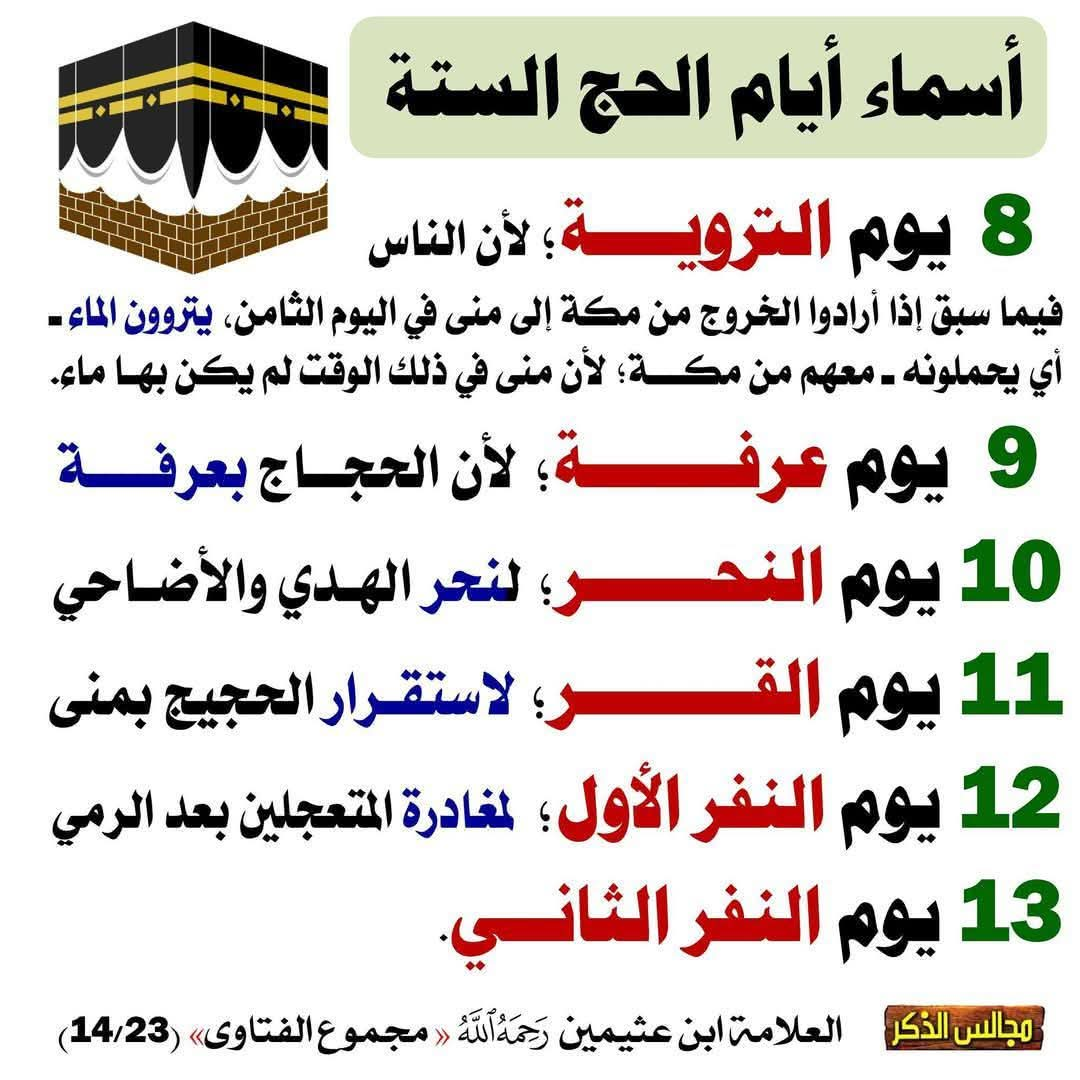 أسماء أيام الحج الستة
8 يوم التروية؛ لأن الناس
فيما سبق إذا أرادوا الخروج من مكة إلى منى في اليوم الثامن، يتروون الماء ـ
أي يحملونه ـ معهم من مكة؛ لأن منى في ذلك الوقت لم يكن بها ماء.
9 يوم عرفة؛ لأن الحجاج بعرفة
10 يوم النحر؛ لنحر الهدي والأضاحي
11 يوم القر؛ لاستقرار الحجيج بمنى
12 يوم النفر الأول؛ لمغادرة المتعجلين بعد الرمي
13 يوم النفر الثاني.
العلامة ابن عثيمين رَحِمَهُ ٱللَّهُ « مجموع الفتاوى» (14/23)
مجالس الذكر